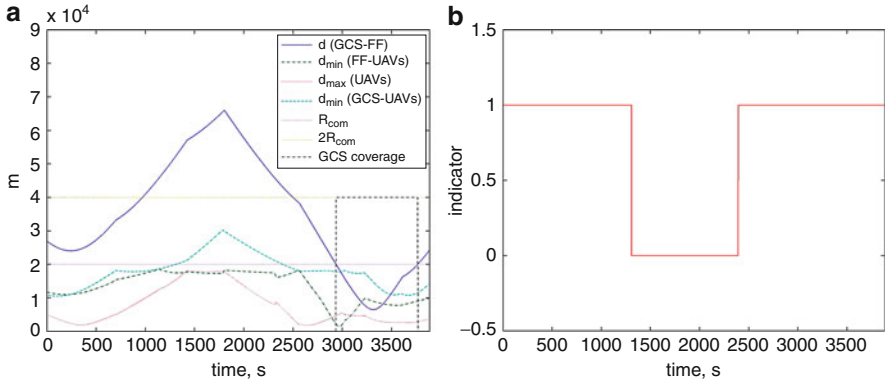 a
x 10⁴
9
8
7
6
5
4
3
2
1
0
m
0 500 1000 1500 2000 2500 3000 3500
time, s
d (GCS-FF)
d_min (FF-UAVs)
d_max (UAVs)
d_min (GCS-UAVs)
R_com
2R_com
GCS coverage
b
1.5
1
0.5
0
−0.5
indicator
0 500 1000 1500 2000 2500 3000 3500
time, s